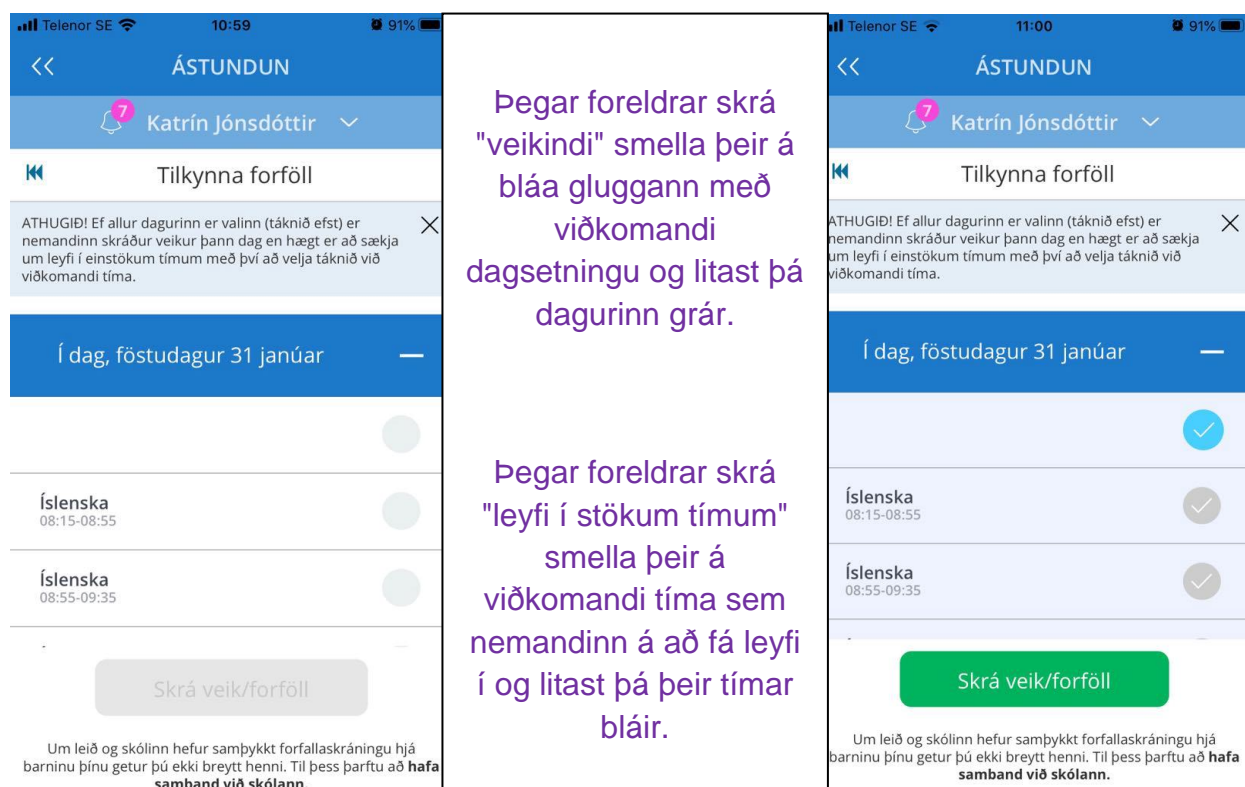 Telenor SE 10:59 91%
<< ÁSTUNDUN
7 Katrín Jónsdóttir
Tilkynna forföll
ATHUGIÐ! Ef allur dagurinn er valinn (táknið efst) er
nemandinn skráður veikur þann dag en hægt er að sækja
um leyfi í einstökum tímum með því að velja táknið við
viðkomandi tíma.
Í dag, föstudagur 31 janúar
Íslenska
08:15-08:55
Íslenska
08:55-09:35
Skrá veik/forföll
Um leið og skólinn hefur samþykkt forfallaskráningu hjá
barninu þínu getur þú ekki breytt henni. Til þess þarftu að hafa
samband við skólann.
Þegar foreldrar skrá
"veikindi" smella þeir á
bláa gluggann með
viðkomandi
dagsetningu og litast þá
dagurinn grár.
Þegar foreldrar skrá
"leyfi í stökum tímum"
smella þeir á
viðkomandi tíma sem
nemandinn á að fá leyfi
í og litast þá þeir tímar
bláir.
Telenor SE 11:00 91%
<< ÁSTUNDUN
7 Katrín Jónsdóttir
Tilkynna forföll
ATHUGIÐ! Ef allur dagurinn er valinn (táknið efst) er
nemandinn skráður veikur þann dag en hægt er að sækja
um leyfi í einstökum tímum með því að velja táknið við
viðkomandi tíma.
Í dag, föstudagur 31 janúar
Íslenska
08:15-08:55
Íslenska
08:55-09:35
Skrá veik/forföll
Um leið og skólinn hefur samþykkt forfallaskráningu hjá
barninu þínu getur þú ekki breytt henni. Til þess þarftu að hafa
samband við skólann.